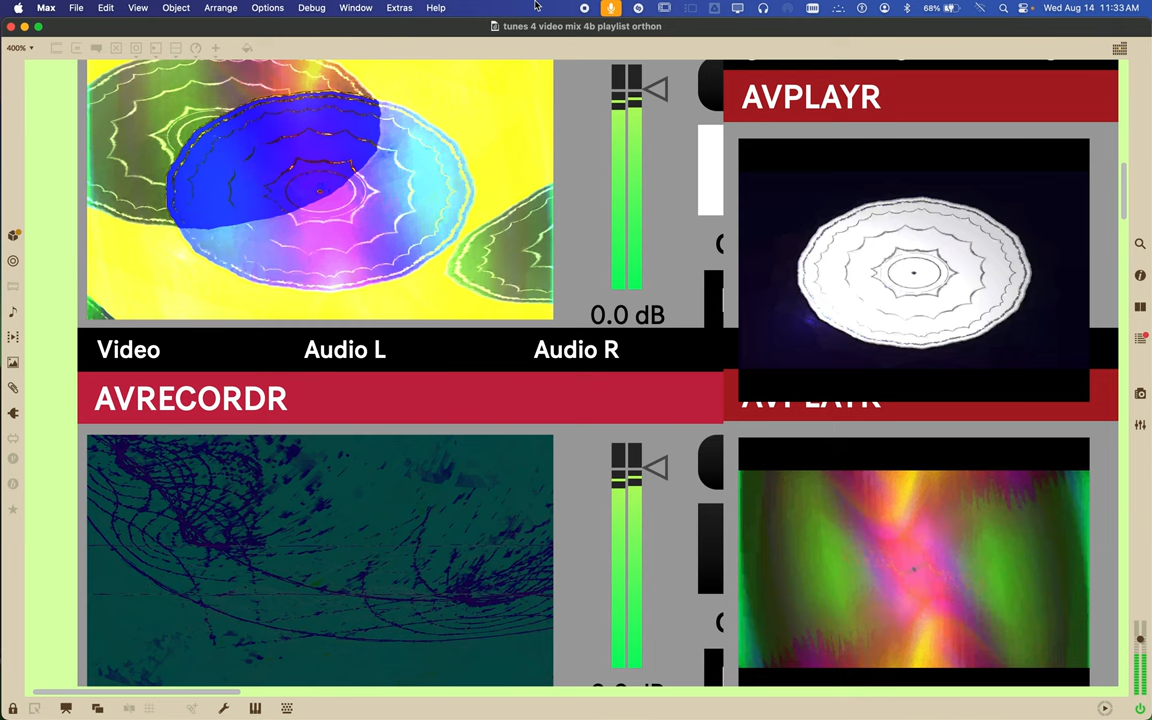 Max File Edit View Object Arrange Options Debug Window Extras Help 68% Wed Aug 14 11:33 AM
tunes 4 video mix 4b playlist orthon
400%
AVPLAYR
0.0 dB
Video Audio L Audio R
AVRECORDR
AVPLAYR